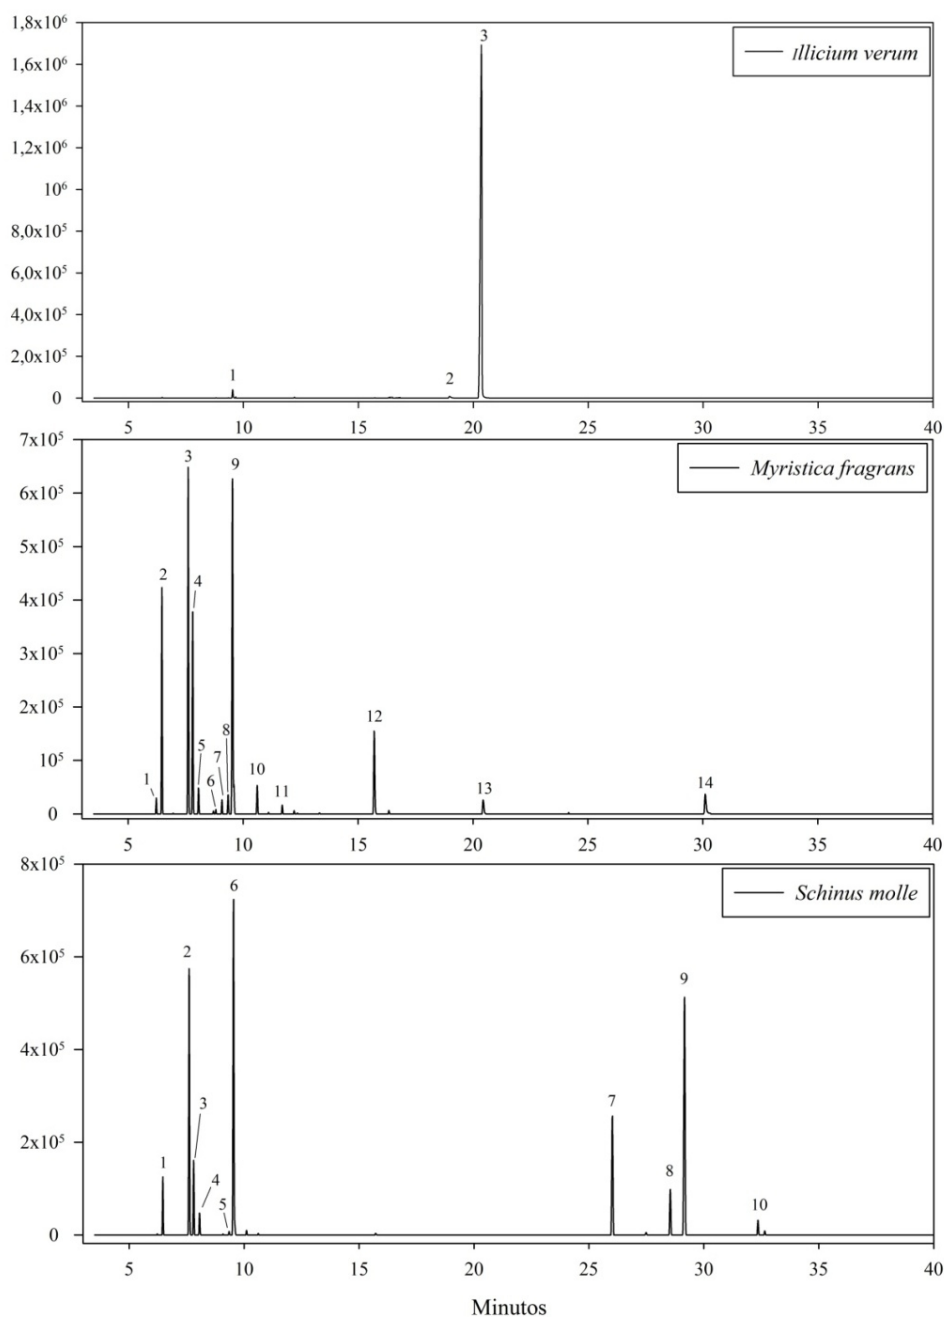 1,8x10⁶
1,6x10⁶
1,4x10⁶
1,2x10⁶
10⁶
8,0x10⁵
6,0x10⁵
4,0x10⁵
2,0x10⁵
0
Illicium verum
1
2
3
5 10 15 20 25 30 35 40
7x10⁵
6x10⁵
5x10⁵
4x10⁵
3x10⁵
2x10⁵
10⁵
0
Myristica fragrans
1
2
3
4
5
6
7
8
9
10
11
12
13
14
5 10 15 20 25 30 35 40
8x10⁵
6x10⁵
4x10⁵
2x10⁵
0
Schinus molle
1
2
3
4
5
6
7
8
9
10
5 10 15 20 25 30 35 40
Minutos